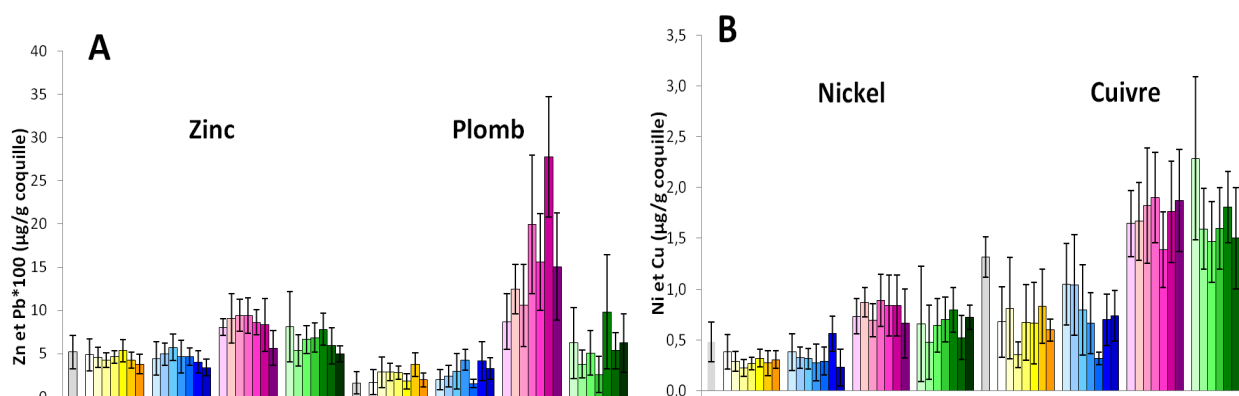 A
Zn et Pb*100 (µg/g coquille)
40
35
30
25
20
15
10
5
0
Zinc
Plomb
B
Ni et Cu (µg/g coquille)
3,5
3,0
2,5
2,0
1,5
1,0
0,5
0,0
Nickel
Cuivre